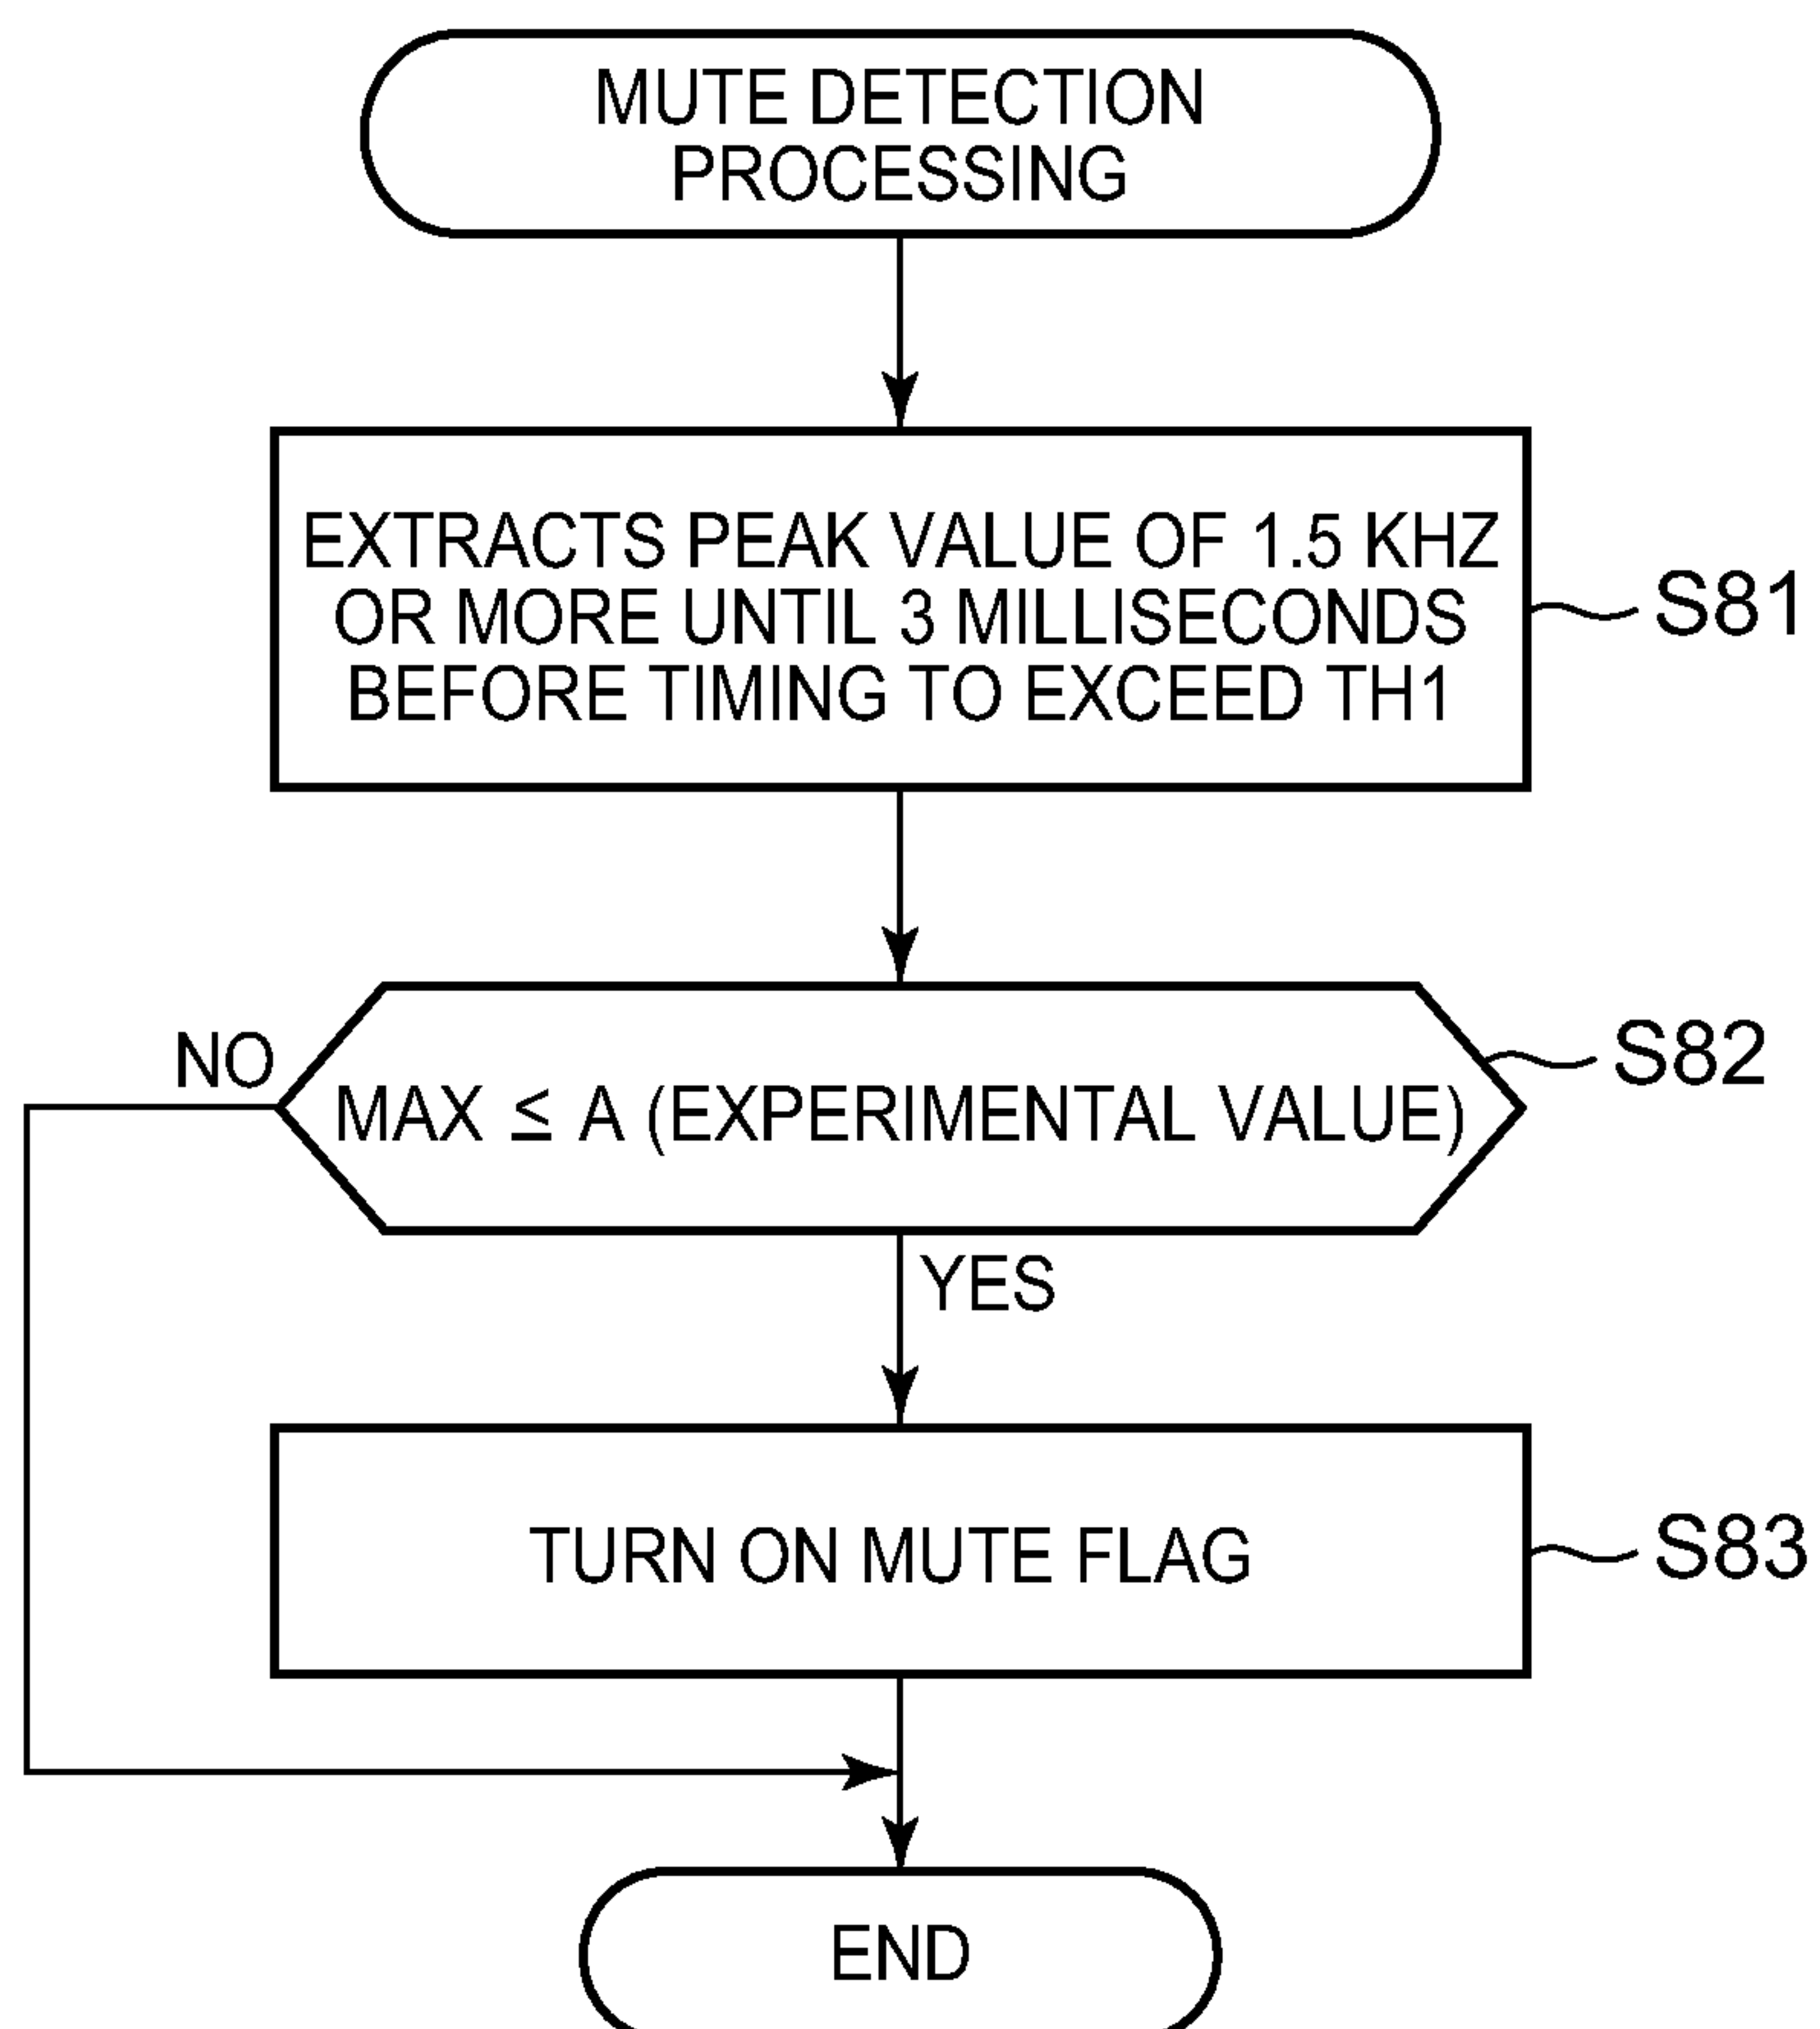 MUTE DETECTION
PROCESSING
EXTRACTS PEAK VALUE OF 1.5 KHZ
OR MORE UNTIL 3 MILLISECONDS
BEFORE TIMING TO EXCEED TH1
S81
NO
MAX ≤ A (EXPERIMENTAL VALUE)
S82
YES
TURN ON MUTE FLAG
S83
END